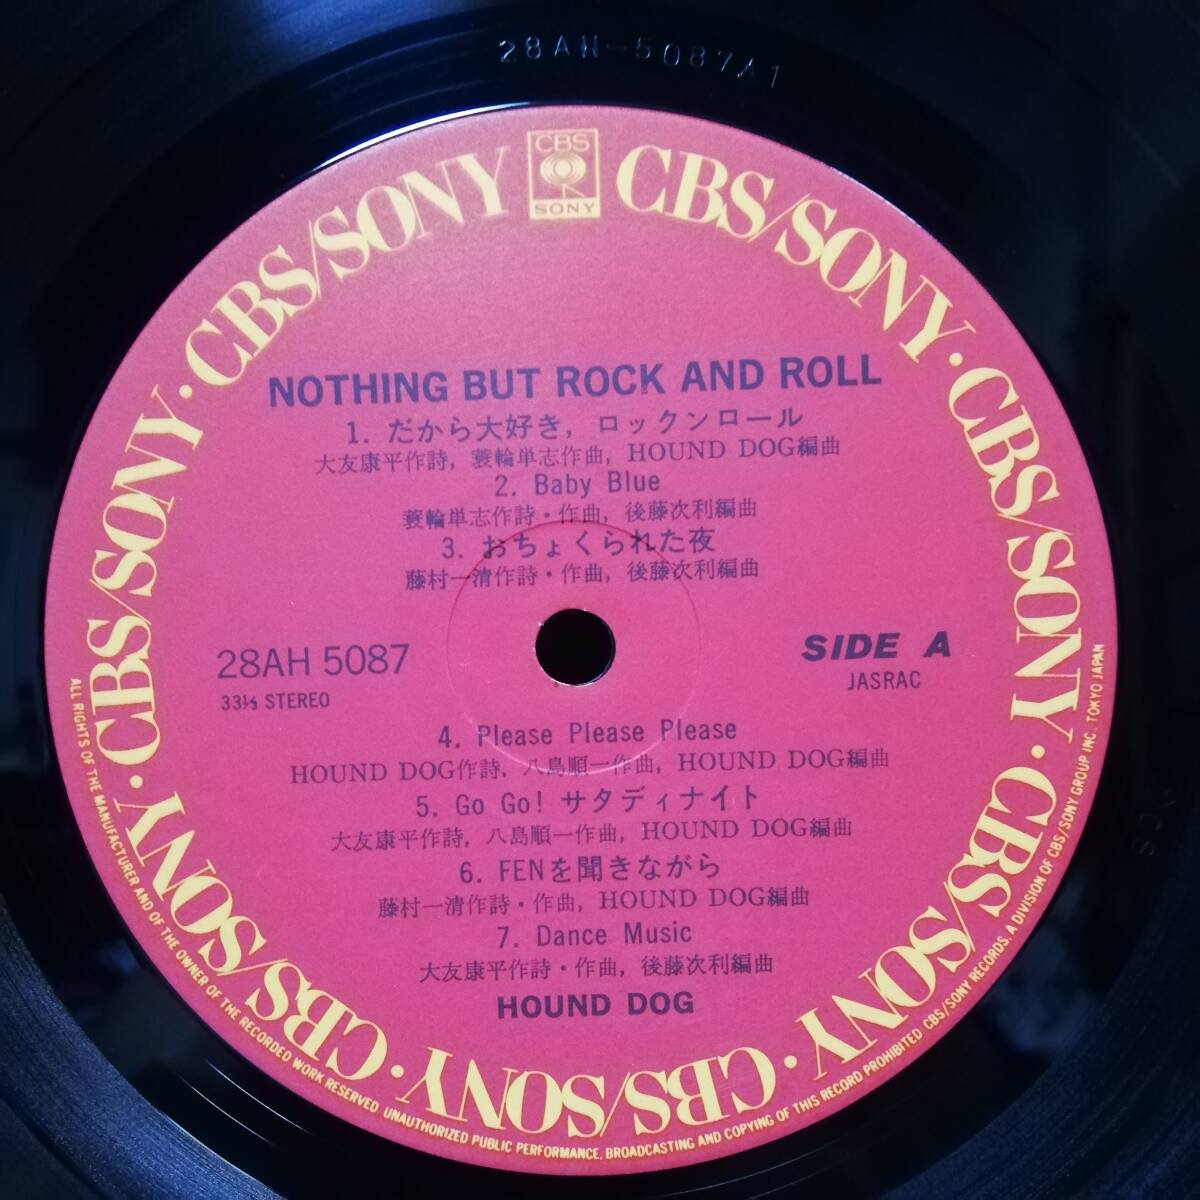 28AH-5087A1
CBS
SONY
CBS/SONY · CBS/SONY · CBS/SONY · CBS/SONY · CBS/SONY · CBS/SONY · CBS/SONY · CBS/SONY
NOTHING BUT ROCK AND ROLL
1. だから大好き, ロックンロール
大友康平作詩, 蓑輪単志作曲, HOUND DOG編曲
2. Baby Blue
蓑輪単志作詩・作曲, 後藤次利編曲
3. おちょくられた夜
藤村一清作詩・作曲, 後藤次利編曲
28AH 5087
33⅓ STEREO
SIDE A
JASRAC
4. Please Please Please
HOUND DOG作詩, 八島順一作曲, HOUND DOG編曲
5. Go Go! サタディナイト
大友康平作詩, 八島順一作曲, HOUND DOG編曲
6. FENを聞きながら
藤村一清作詩・作曲, HOUND DOG編曲
7. Dance Music
大友康平作詩・作曲, 後藤次利編曲
HOUND DOG
ALL RIGHTS OF THE MANUFACTURER AND OF THE OWNER OF THE RECORDED WORK RESERVED. UNAUTHORIZED PUBLIC PERFORMANCE, BROADCASTING AND COPYING OF THIS RECORD PROHIBITED CBS/SONY RECORDS. A DIVISION OF CBS/SONY GROUP INC. TOKYO JAPAN